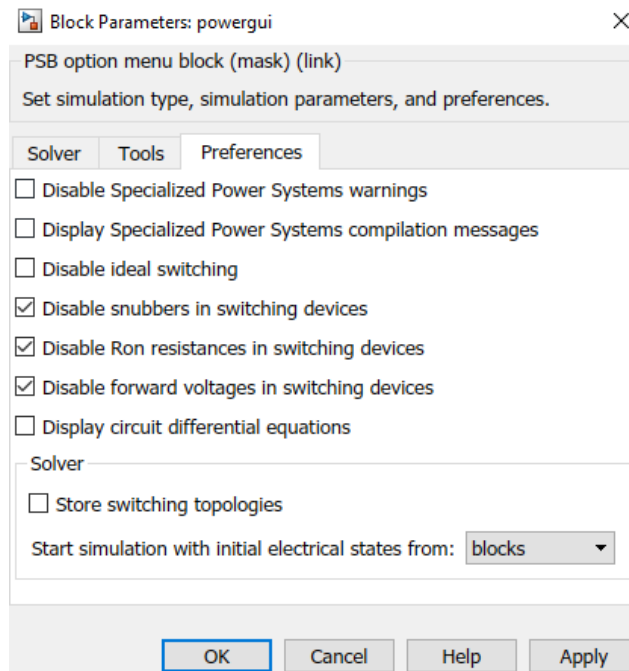 Block Parameters: powergui
PSB option menu block (mask) (link)
Set simulation type, simulation parameters, and preferences.
Solver Tools Preferences
Disable Specialized Power Systems warnings
Display Specialized Power Systems compilation messages
Disable ideal switching
Disable snubbers in switching devices
Disable Ron resistances in switching devices
Disable forward voltages in switching devices
Display circuit differential equations
Solver
Store switching topologies
Start simulation with initial electrical states from: blocks
OK Cancel Help Apply